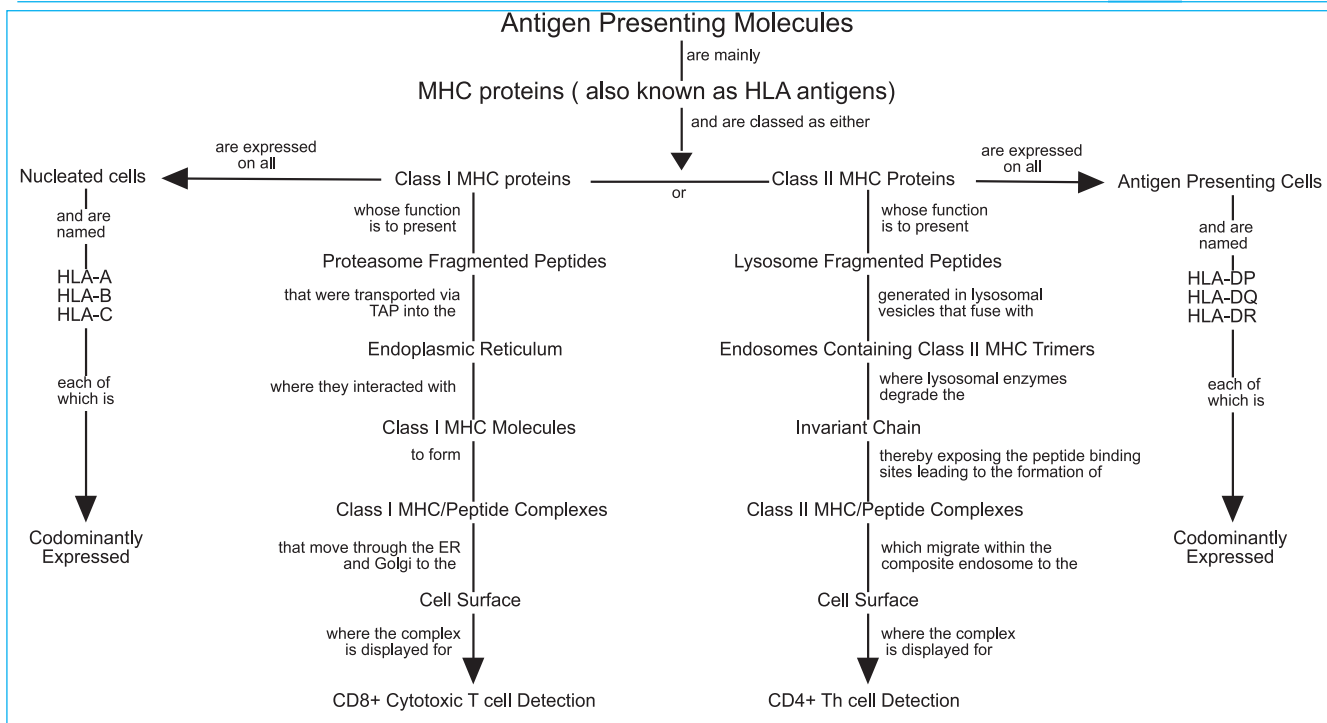 Antigen Presenting Molecules
are mainly
MHC proteins ( also known as HLA antigens)
and are classed as either
are expressed
on all
are expressed
on all
Nucleated cells
Class I MHC proteins
or
Class II MHC Proteins
Antigen Presenting Cells
and are
named
HLA-A
HLA-B
HLA-C
each of
which is
Codominantly
Expressed
whose function
is to present
Proteasome Fragmented Peptides
that were transported via
TAP into the
Endoplasmic Reticulum
where they interacted with
Class I MHC Molecules
to form
Class I MHC/Peptide Complexes
that move through the ER
and Golgi to the
Cell Surface
where the complex
is displayed for
CD8+ Cytotoxic T cell Detection
whose function
is to present
Lysosome Fragmented Peptides
generated in lysosomal
vesicles that fuse with
Endosomes Containing Class II MHC Trimers
where lysosomal enzymes
degrade the
Invariant Chain
thereby exposing the peptide binding
sites leading to the formation of
Class II MHC/Peptide Complexes
which migrate within the
composite endosome to the
Cell Surface
where the complex
is displayed for
CD4+ Th cell Detection
and are
named
HLA-DP
HLA-DQ
HLA-DR
each of
which is
Codominantly
Expressed